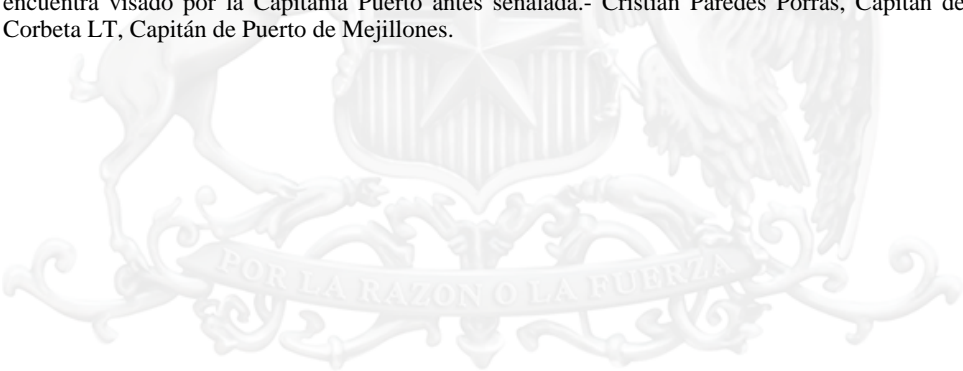 encuentra visado por la Capitanía Puerto antes señalada.- Cristian Paredes Porras, Capitán de
Corbeta LT, Capitán de Puerto de Mejillones.
POR LA RAZON O LA FUERZA